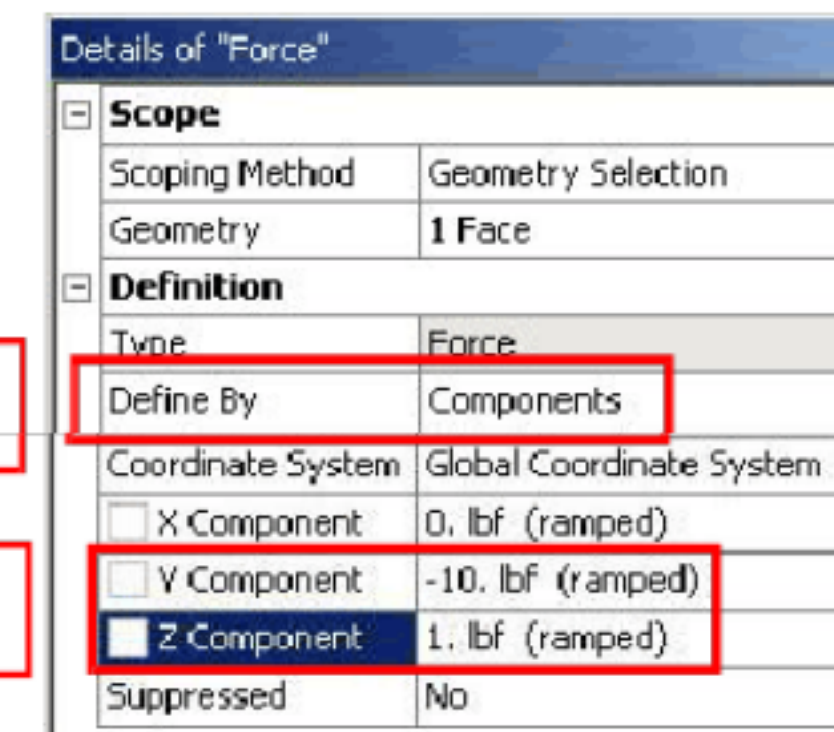 Details of "Force"
Scope
Scoping Method Geometry Selection
Geometry 1 Face
Definition
Type Force
Define By Components
Coordinate System Global Coordinate System
X Component 0. lbf (ramped)
Y Component -10. lbf (ramped)
Z Component 1. lbf (ramped)
Suppressed No